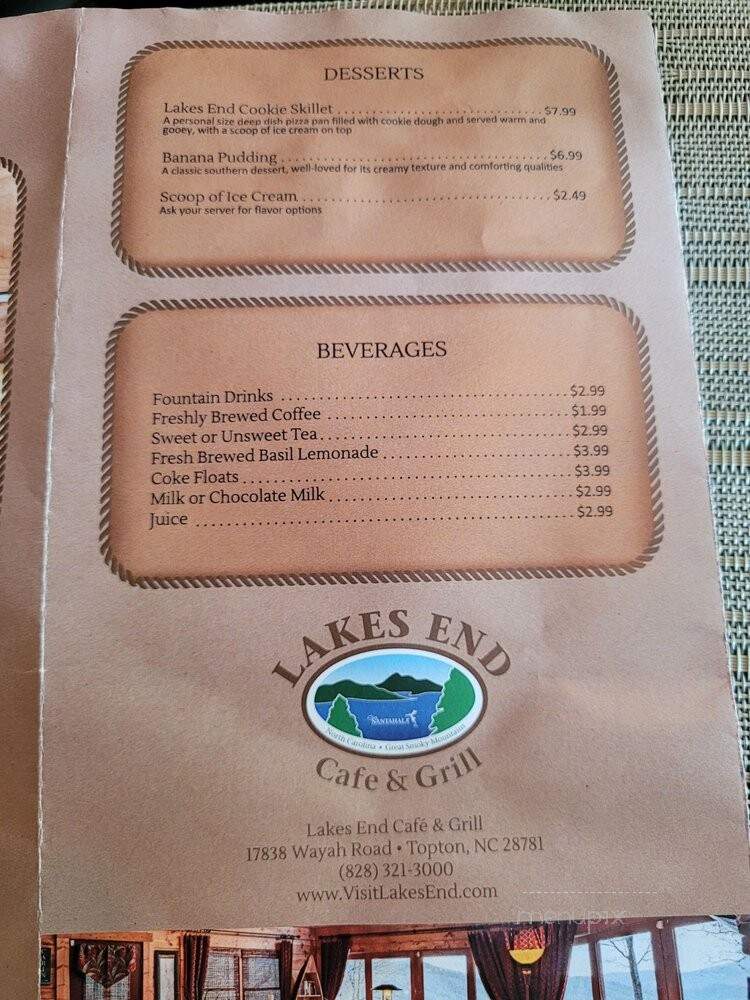 DESSERTS
Lakes End Cookie Skillet ........................... $7.99
A personal size deep dish pizza pan filled with cookie dough and served warm and
gooey, with a scoop of ice cream on top
Banana Pudding ................................... $6.99
A classic southern dessert, well-loved for its creamy texture and comforting qualities
Scoop of Ice Cream ................................. $2.49
Ask your server for flavor options
BEVERAGES
Fountain Drinks ..................................... $2.99
Freshly Brewed Coffee ............................... $1.99
Sweet or Unsweet Tea................................ $2.99
Fresh Brewed Basil Lemonade ........................ $3.99
Coke Floats .......................................... $3.99
Milk or Chocolate Milk ............................... $2.99
Juice ................................................ $2.99
LAKES END
NANTAHALA
North Carolina • Great Smoky Mountains
Cafe & Grill
Lakes End Café & Grill
17838 Wayah Road • Topton, NC 28781
(828) 321-3000
www.VisitLakesEnd.com
menupix